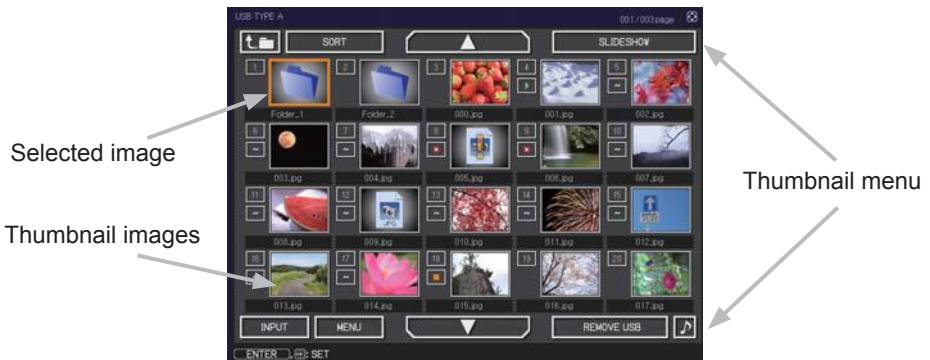 USB TYPE A
001/003page
SORT
SLIDESHOW
1
2
3
4
5
Folder_1
Folder_2
000.jpg
001.jpg
002.jpg
6
7
8
9
10
003.jpg
004.jpg
005.jpg
006.jpg
007.jpg
11
12
13
14
15
JPG
008.jpg
009.jpg
010.jpg
011.jpg
012.jpg
16
17
18
19
20
013.jpg
014.jpg
015.jpg
016.jpg
017.jpg
INPUT
MENU
REMOVE USB
ENTER , : SET
Selected image
Thumbnail images
Thumbnail menu